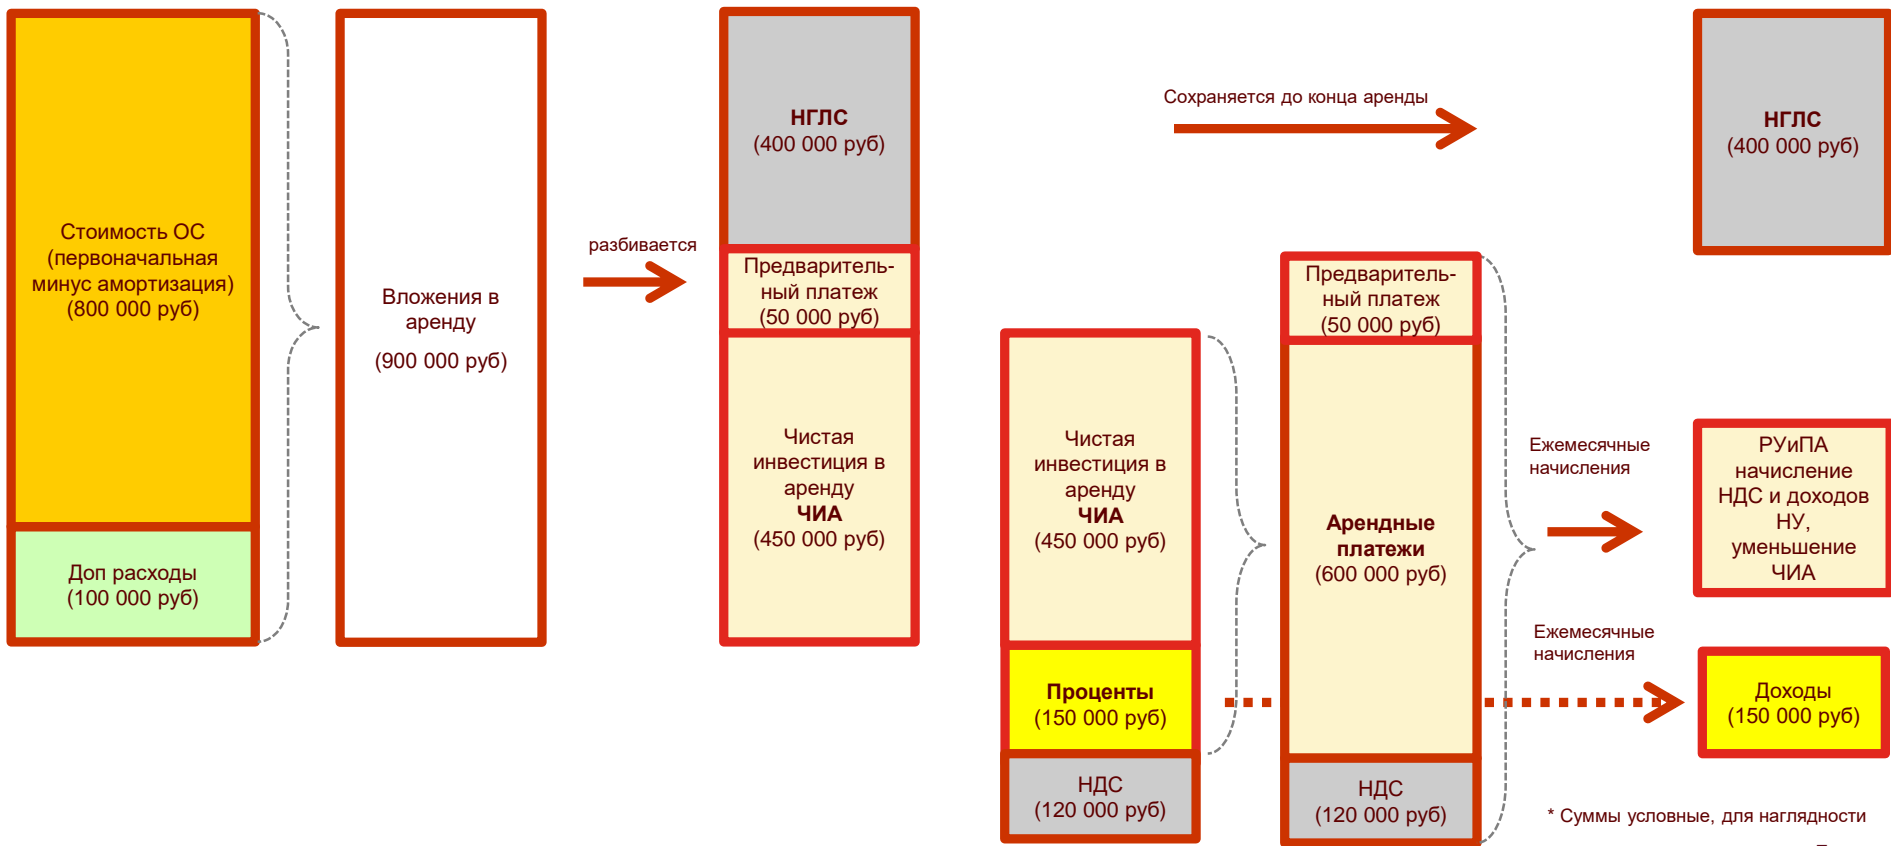 Стоимость ОС
(первоначальная
минус амортизация)
(800 000 руб)
Доп расходы
(100 000 руб)
Вложения в
аренду
(900 000 руб)
разбивается
НГЛС
(400 000 руб)
Предваритель-
ный платеж
(50 000 руб)
Чистая
инвестиция в
аренду
ЧИА
(450 000 руб)
Сохраняется до конца аренды
НГЛС
(400 000 руб)
Чистая
инвестиция в
аренду
ЧИА
(450 000 руб)
Проценты
(150 000 руб)
НДС
(120 000 руб)
Предваритель-
ный платеж
(50 000 руб)
Арендные
платежи
(600 000 руб)
НДС
(120 000 руб)
Ежемесячные
начисления
РУиПА
начисление
НДС и доходов
НУ,
уменьшение
ЧИА
Ежемесячные
начисления
Доходы
(150 000 руб)
* Суммы условные, для наглядности